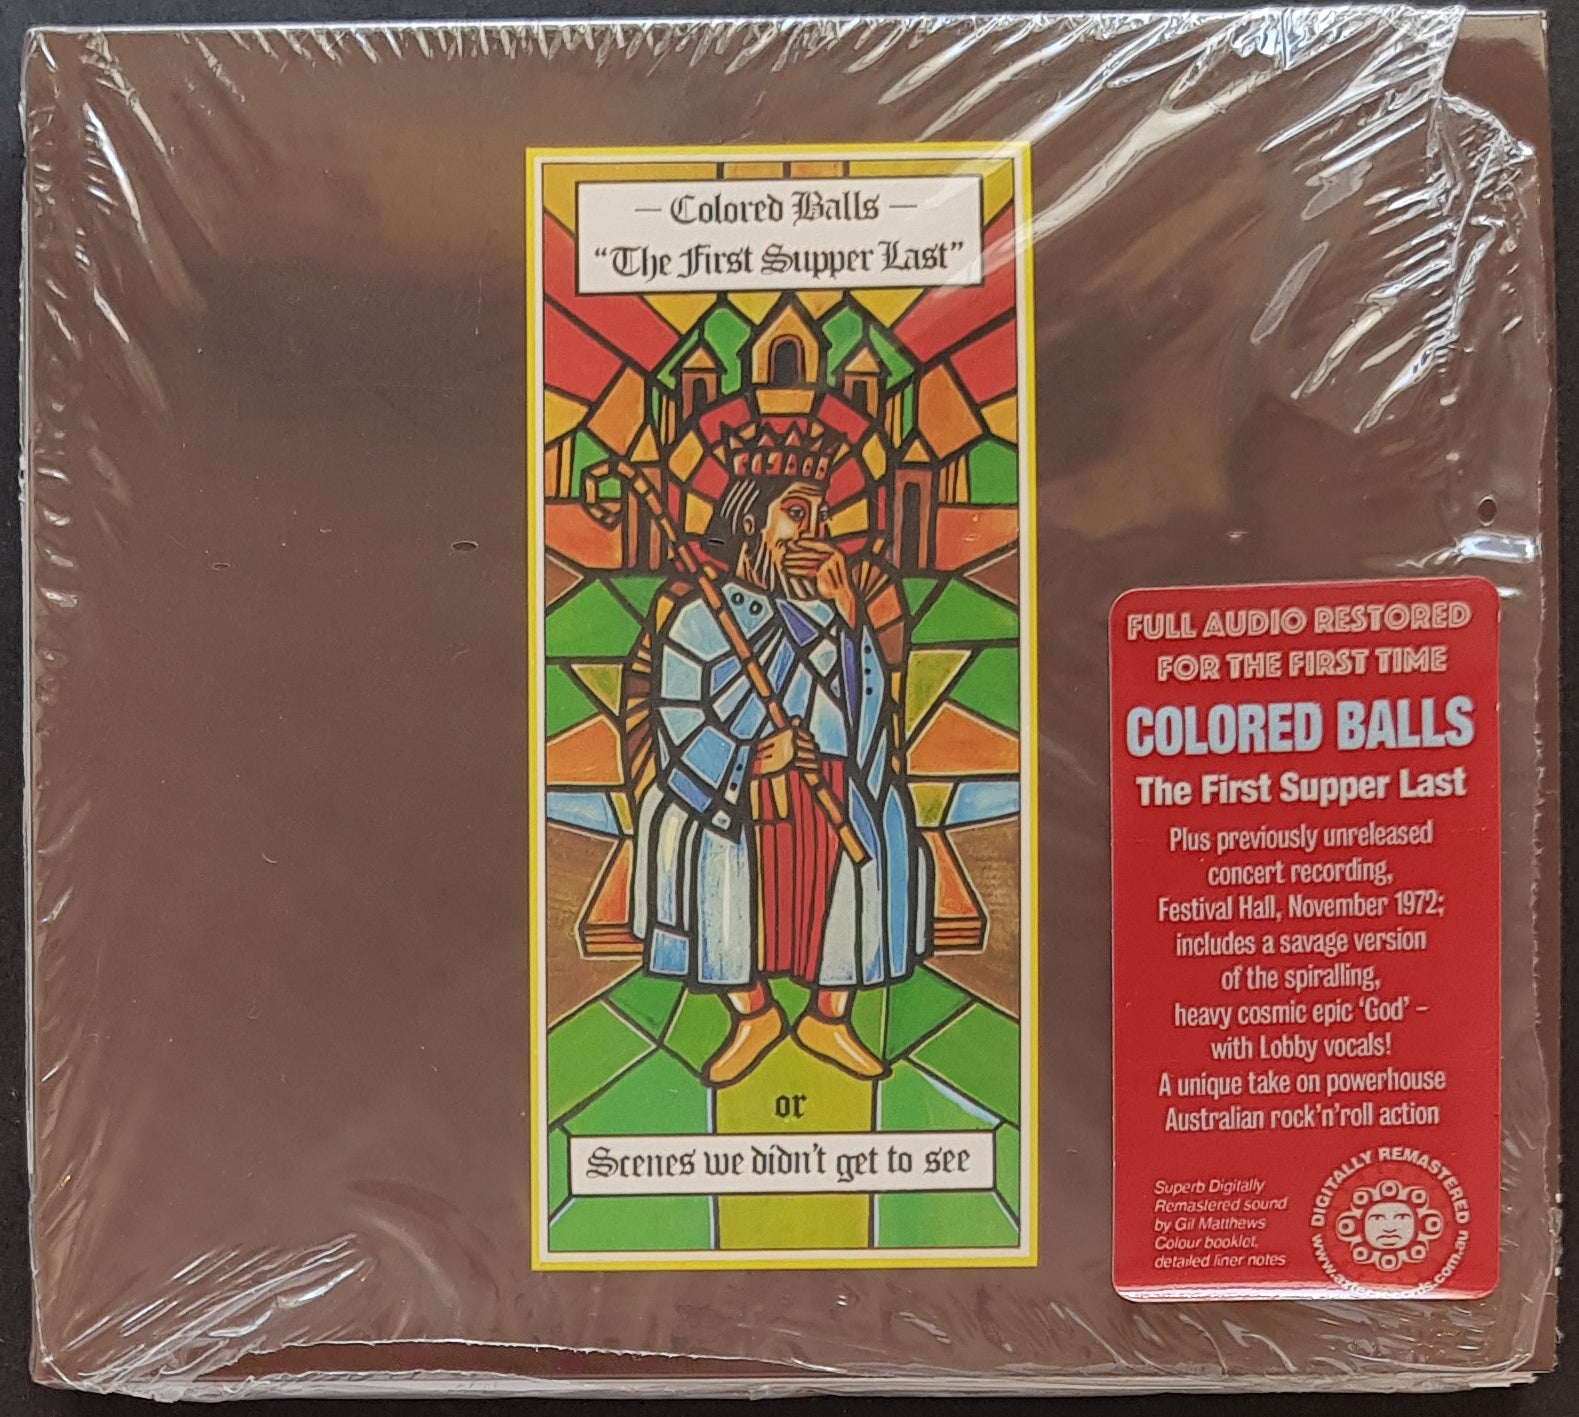 — Colored Balls —
“The First Supper Last”
or
Scenes we didn't get to see
FULL AUDIO RESTORED
FOR THE FIRST TIME
COLORED BALLS
The First Supper Last
Plus previously unreleased
concert recording,
Festival Hall, November 1972;
includes a savage version
of the spiralling,
heavy cosmic epic ‘God’ –
with Lobby vocals!
A unique take on powerhouse
Australian rock’n’roll action
Superb Digitally
Remastered sound
by Gil Matthews
Colour booklet,
detailed liner notes
DIGITALLY REMASTERED